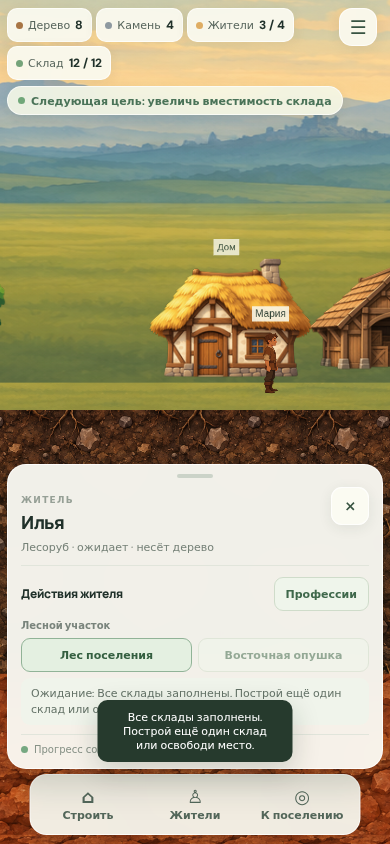 Дерево 8
Камень 4
Жители 3 / 4
Склад 12 / 12
Следующая цель: увеличь вместимость склада
Дом
Мария
ЖИТЕЛЬ
Илья
Лесоруб · ожидает · несёт дерево
Действия жителя
Профессии
Лесной участок
Лес поселения
Восточная опушка
Ожидание: Все склады заполнены. Построй ещё один
склад или о
Все склады заполнены.
Построй ещё один склад
или освободи место.
Прогресс со
Строить
Жители
К поселению